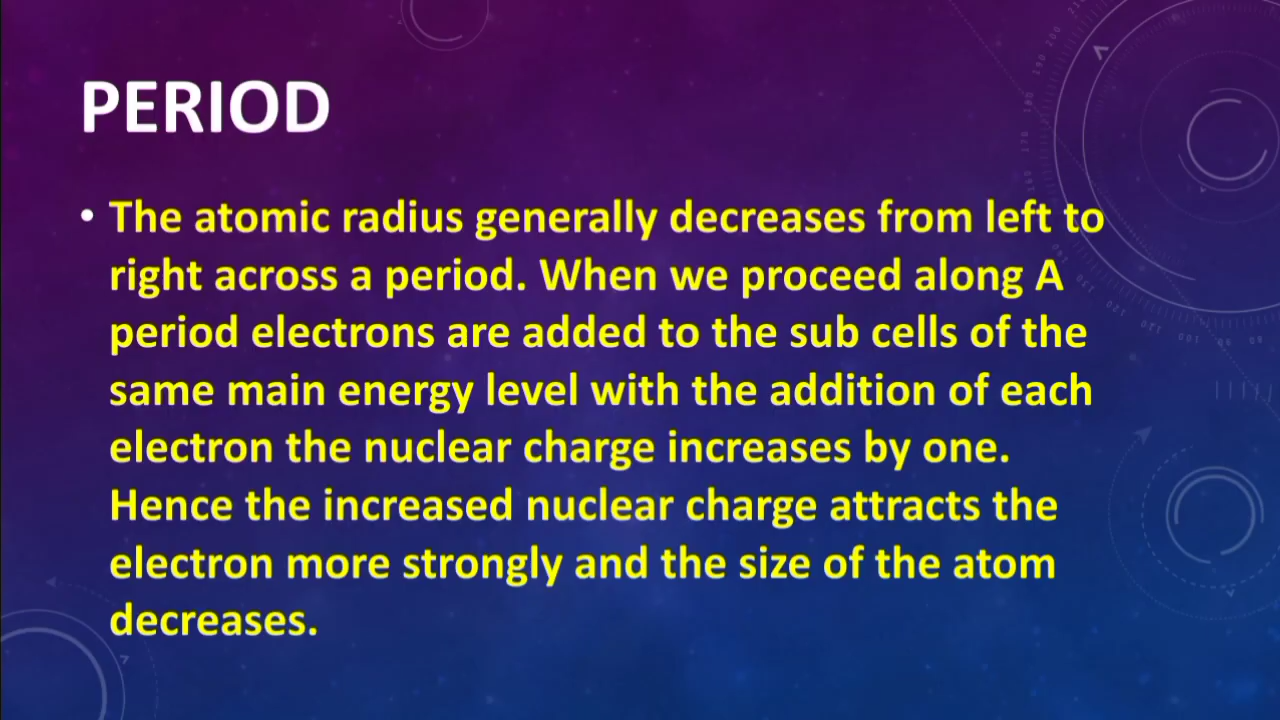 PERIOD
• The atomic radius generally decreases from left to
right across a period. When we proceed along A
period electrons are added to the sub cells of the
same main energy level with the addition of each
electron the nuclear charge increases by one.
Hence the increased nuclear charge attracts the
electron more strongly and the size of the atom
decreases.